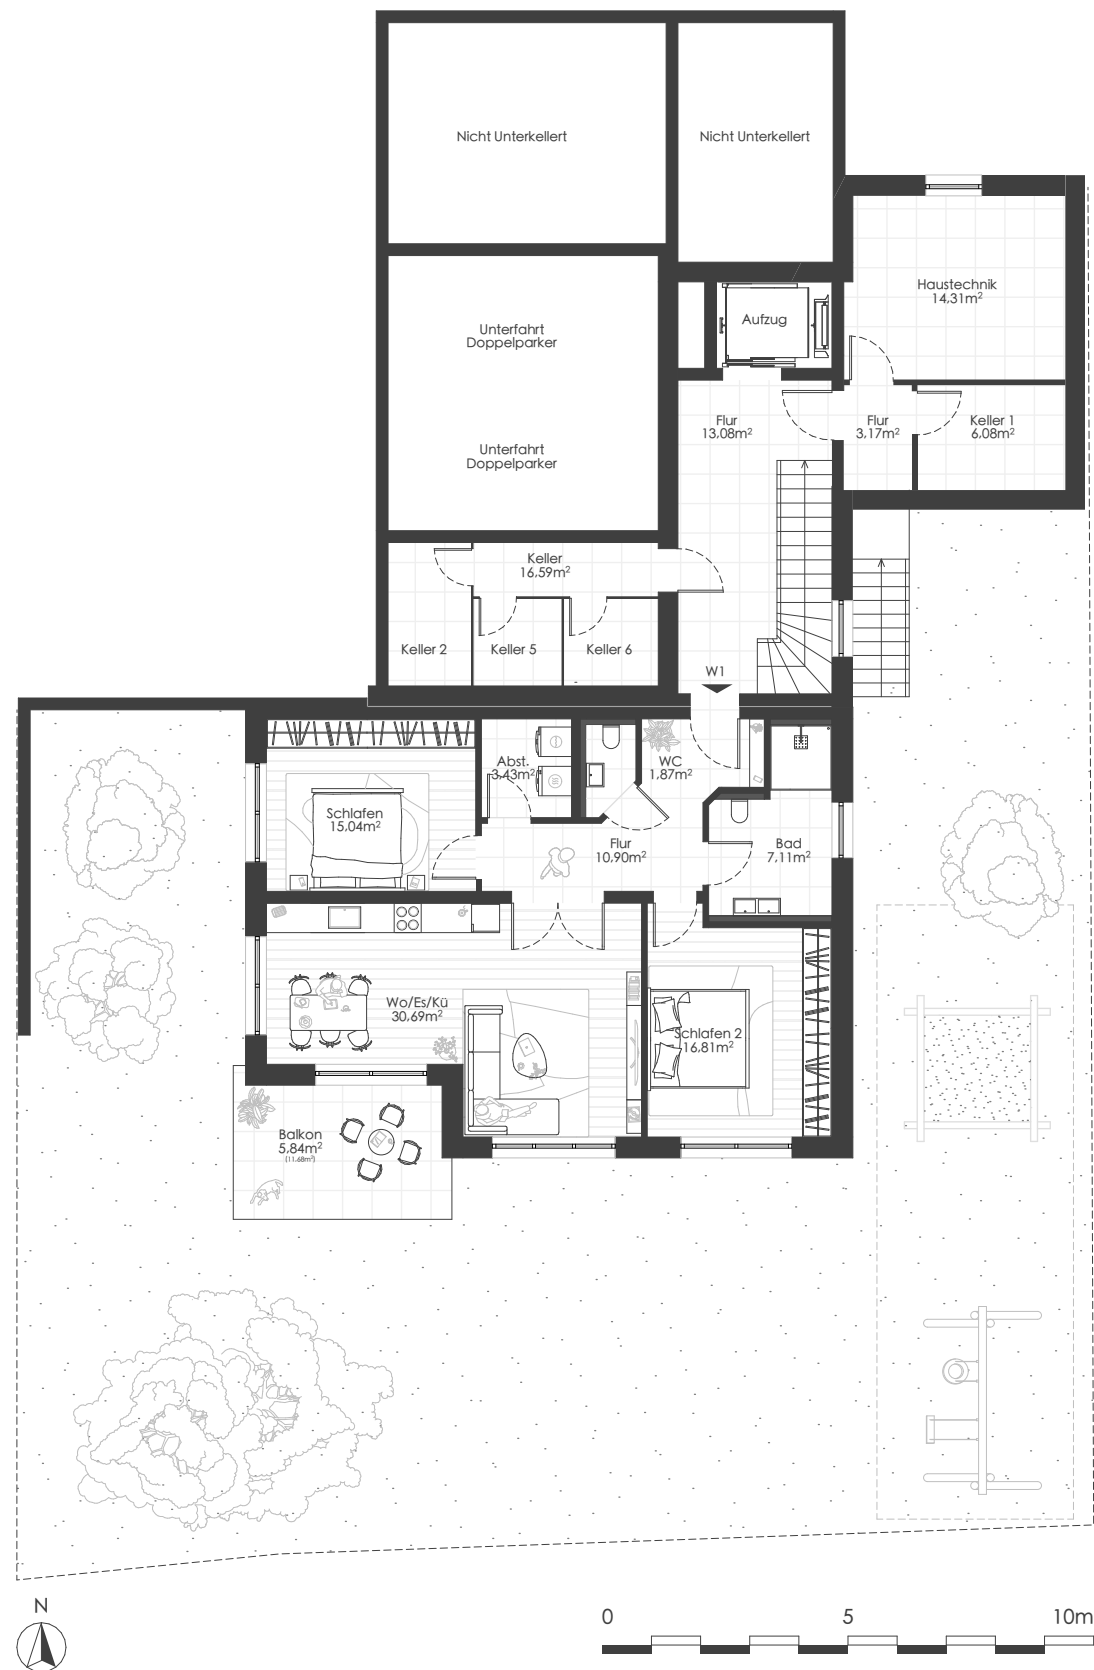 Nicht Unterkellert
Nicht Unterkellert
Haustechnik
14,31m²
Aufzug
Unterfahrt
Doppelparker
Flur
13,08m²
Flur
3,17m²
Keller 1
6,08m²
Unterfahrt
Doppelparker
Keller
16,59m²
Keller 2
Keller 5
Keller 6
W1
Abst.
3,43m²
WC
1,87m²
Schlafen
15,04m²
Flur
10,90m²
Bad
7,11m²
Wo/Es/Kü
30,69m²
Schlafen 2
16,81m²
Balkon
5,84m²
(11.68m²)
N
0 5 10m